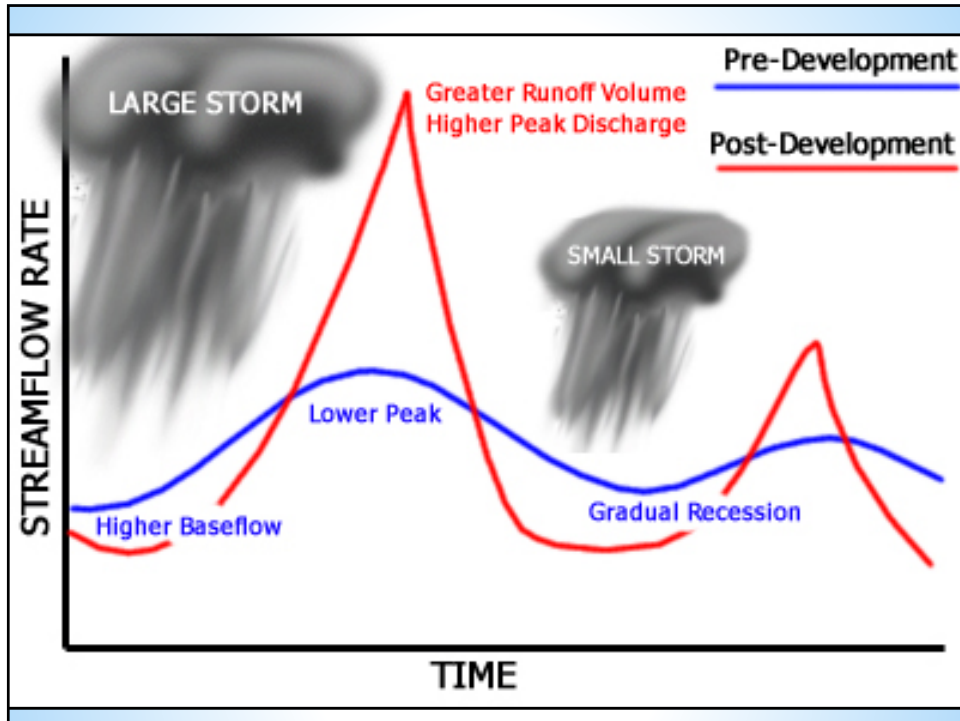 LARGE STORM
Greater Runoff Volume
Higher Peak Discharge
Pre-Development
Post-Development
SMALL STORM
STREAMFLOW RATE
Lower Peak
Higher Baseflow
Gradual Recession
TIME